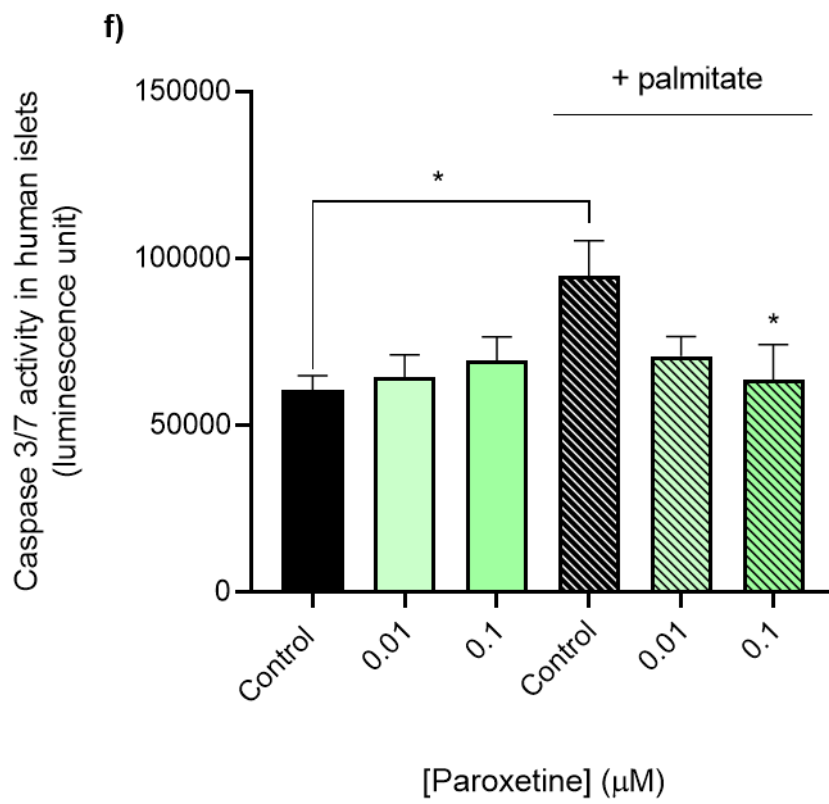 f)
+ palmitate
Caspase 3/7 activity in human islets
(luminescence unit)
150000
100000
50000
0
*
*
Control
0.01
0.1
Control
0.01
0.1
[Paroxetine] (μM)